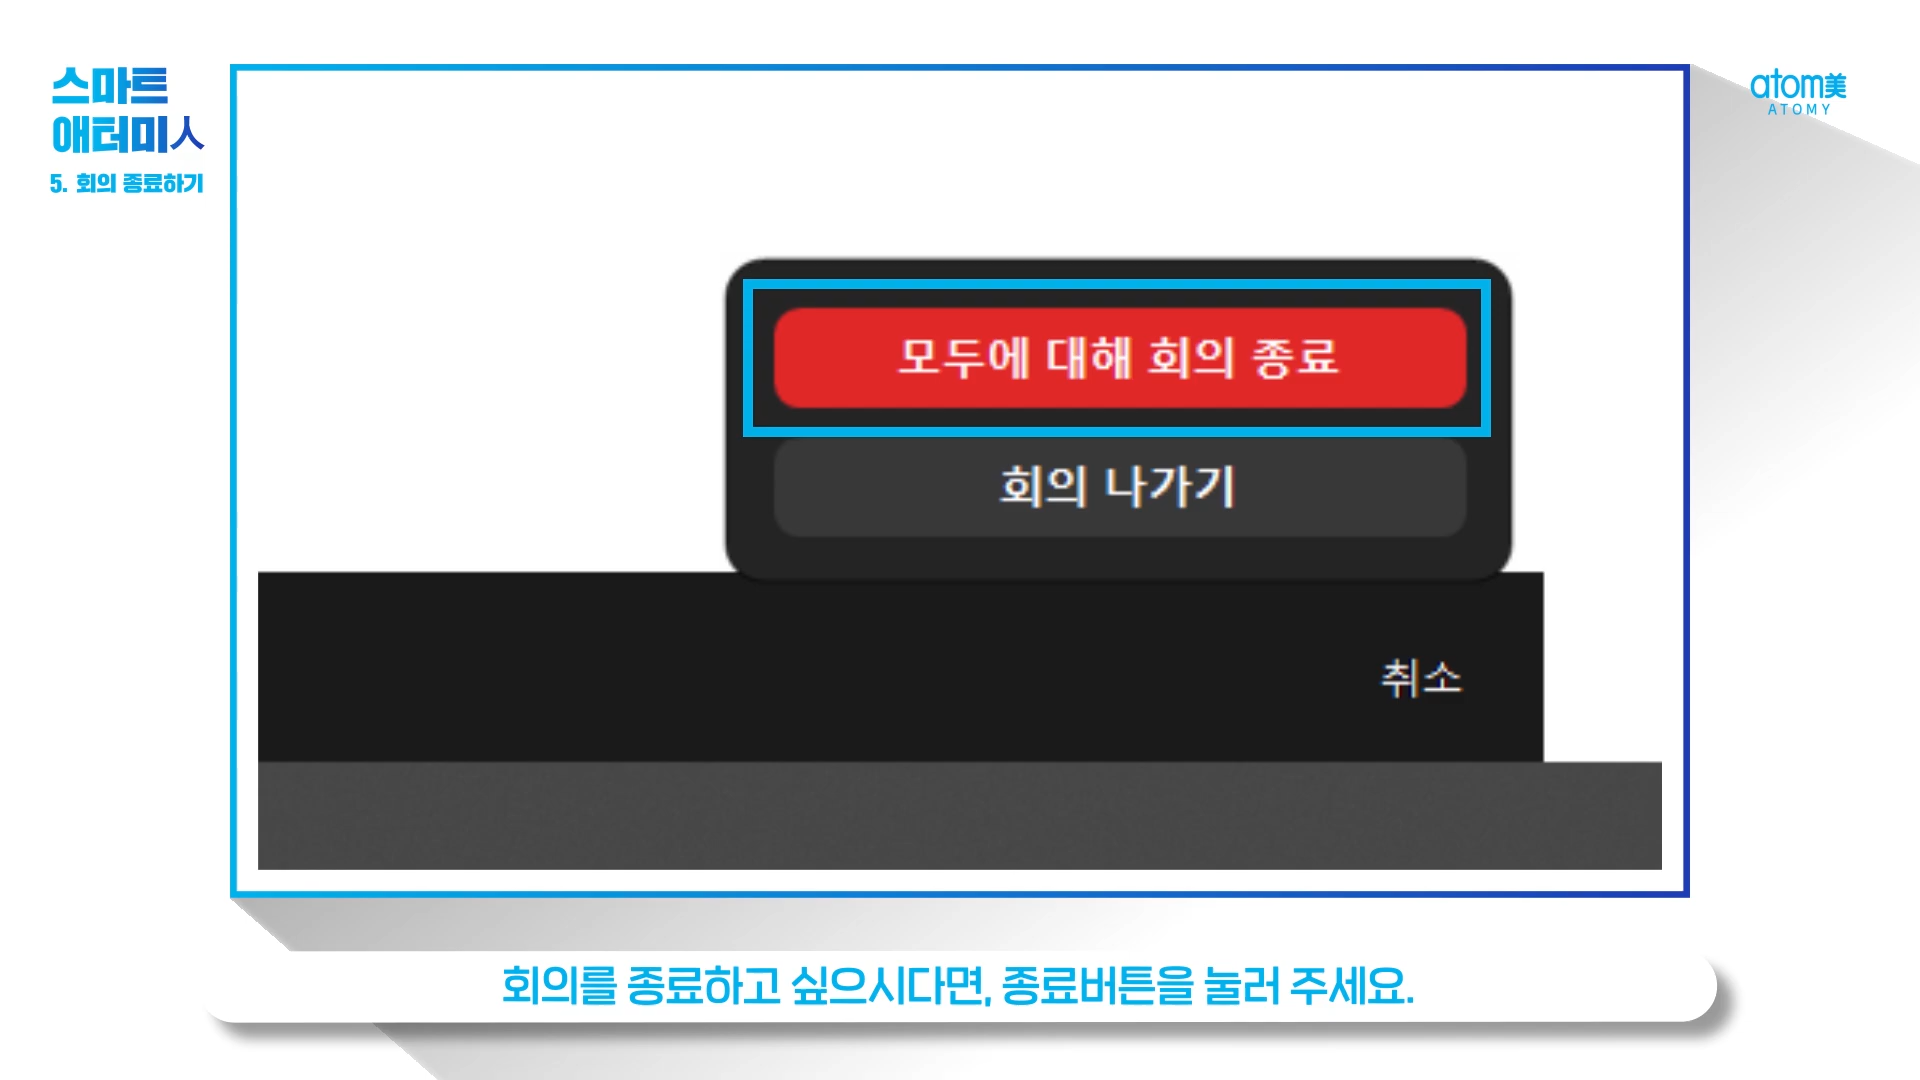 스마트
애터미人
5. 회의 종료하기
atom美
ATOMY
모두에 대해 회의 종료
회의 나가기
취소
회의를 종료하고 싶으시다면, 종료버튼을 눌러 주세요.